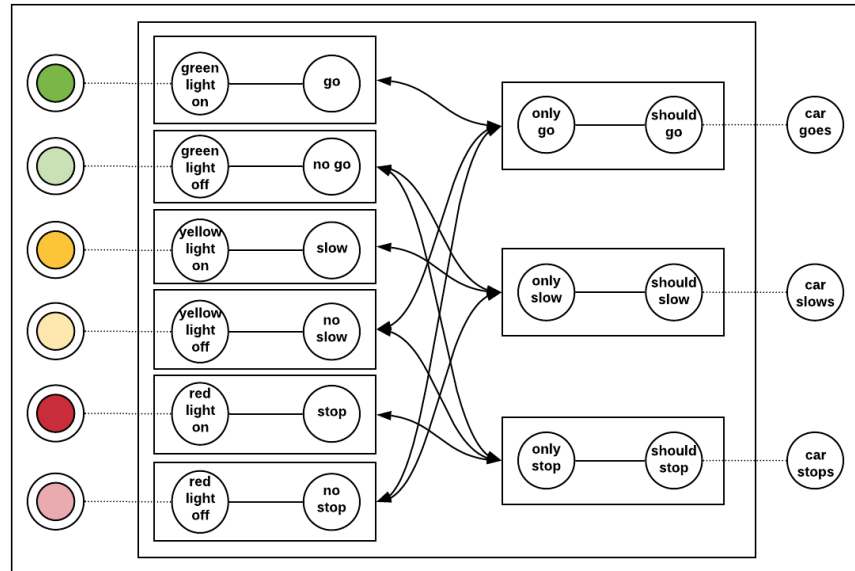 green
light
on
go
green
light
off
no go
yellow
light
on
slow
yellow
light
off
no
slow
red
light
on
stop
red
light
off
no
stop
only
go
should
go
car
goes
only
slow
should
slow
car
slows
only
stop
should
stop
car
stops